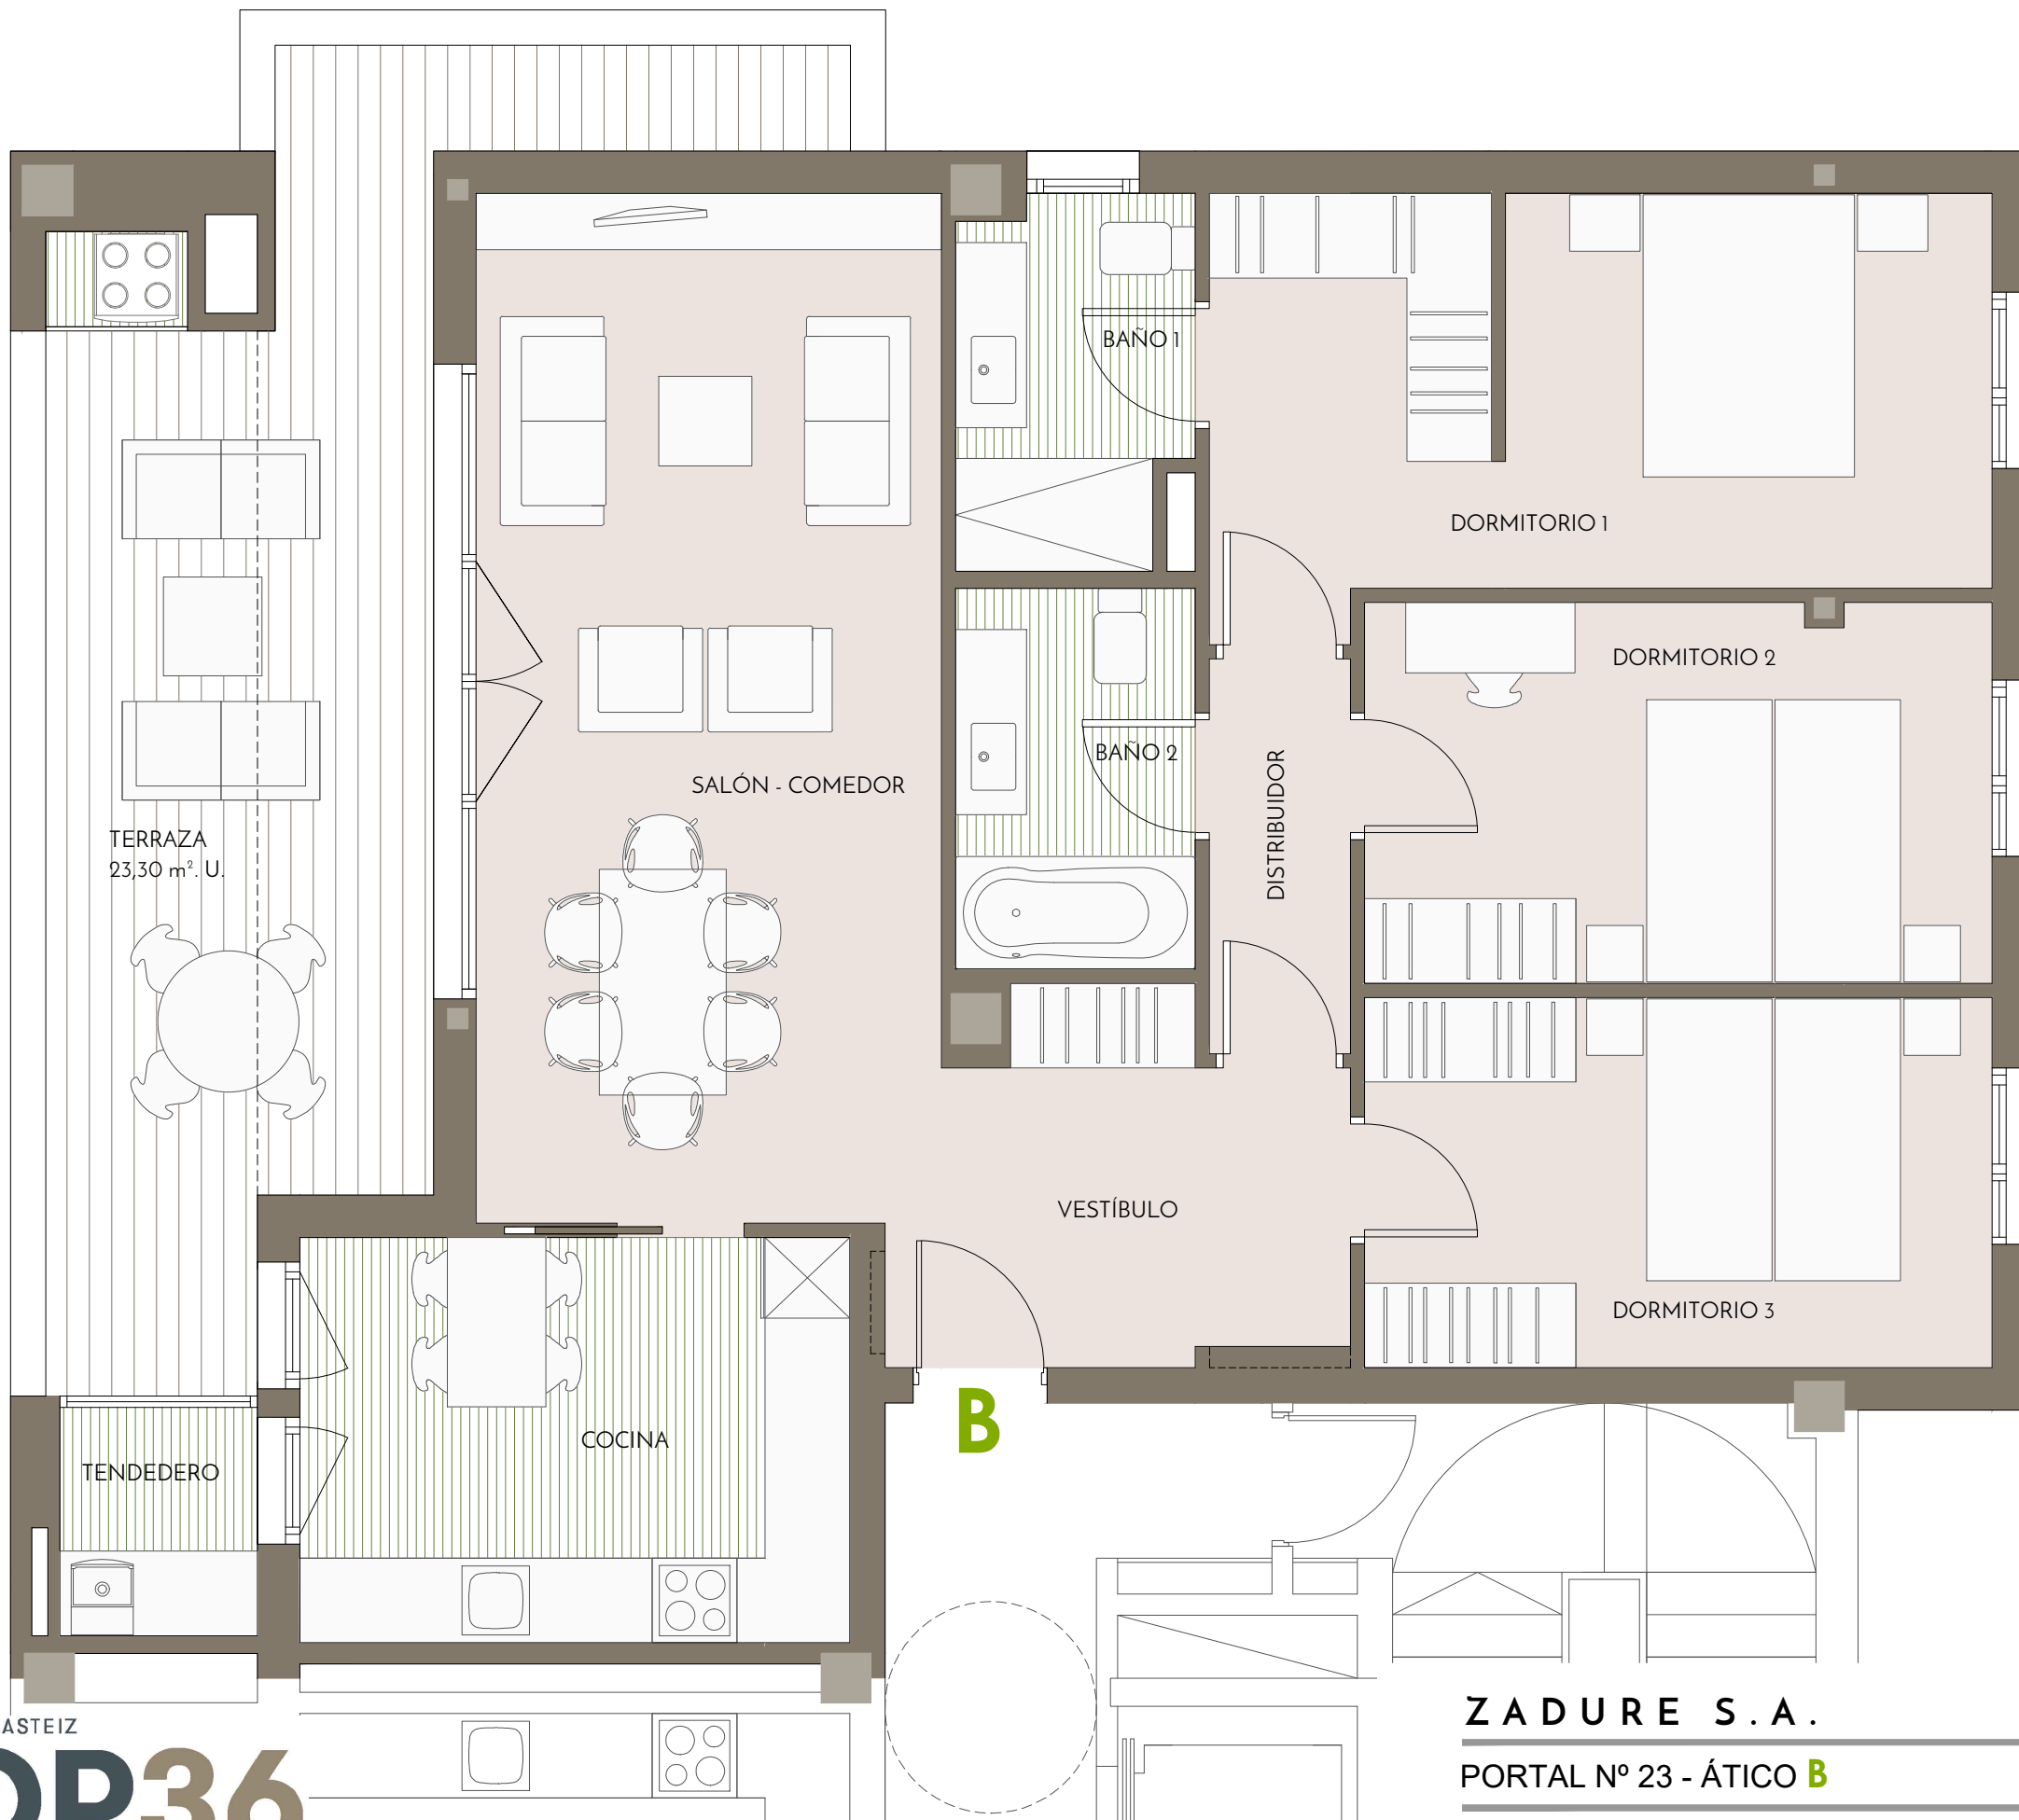 BAÑO 1
DORMITORIO 1
DORMITORIO 2
BAÑO 2
SALÓN - COMEDOR
DISTRIBUIDOR
TERRAZA
23,30 m². U.
VESTÍBULO
DORMITORIO 3
B
COCINA
TENDEDERO
ASTEIZ
OP36
ZADURE S.A.
PORTAL Nº 23 - ÁTICO B